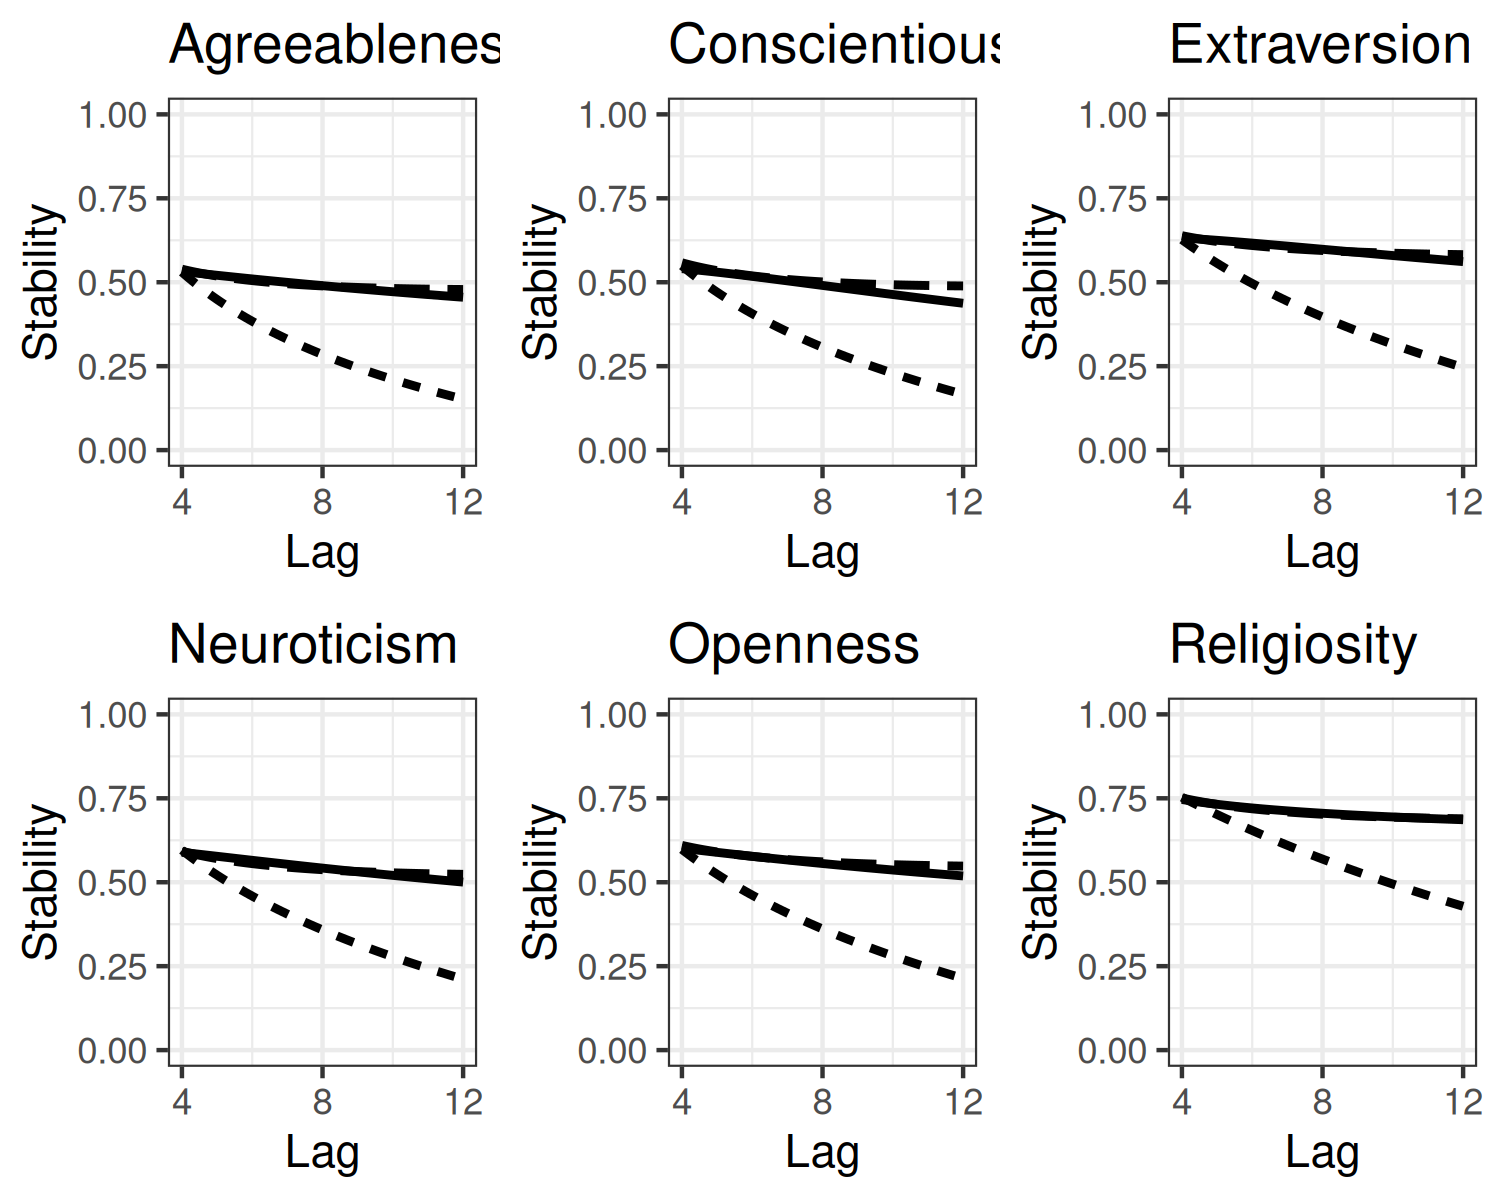 Agreeablenes
Conscientious
Extraversion
1.00
0.75
0.50
0.25
0.00
Stability
4 8 12
Lag
1.00
0.75
0.50
0.25
0.00
Stability
4 8 12
Lag
1.00
0.75
0.50
0.25
0.00
Stability
4 8 12
Lag
Neuroticism
Openness
Religiosity
1.00
0.75
0.50
0.25
0.00
Stability
4 8 12
Lag
1.00
0.75
0.50
0.25
0.00
Stability
4 8 12
Lag
1.00
0.75
0.50
0.25
0.00
Stability
4 8 12
Lag